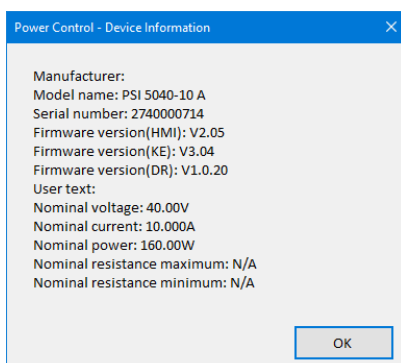 Power Control - Device Information
Manufacturer:
Model name: PSI 5040-10 A
Serial number: 2740000714
Firmware version(HMI): V2.05
Firmware version(KE): V3.04
Firmware version(DR): V1.0.20
User text:
Nominal voltage: 40.00V
Nominal current: 10.000A
Nominal power: 160.00W
Nominal resistance maximum: N/A
Nominal resistance minimum: N/A
OK